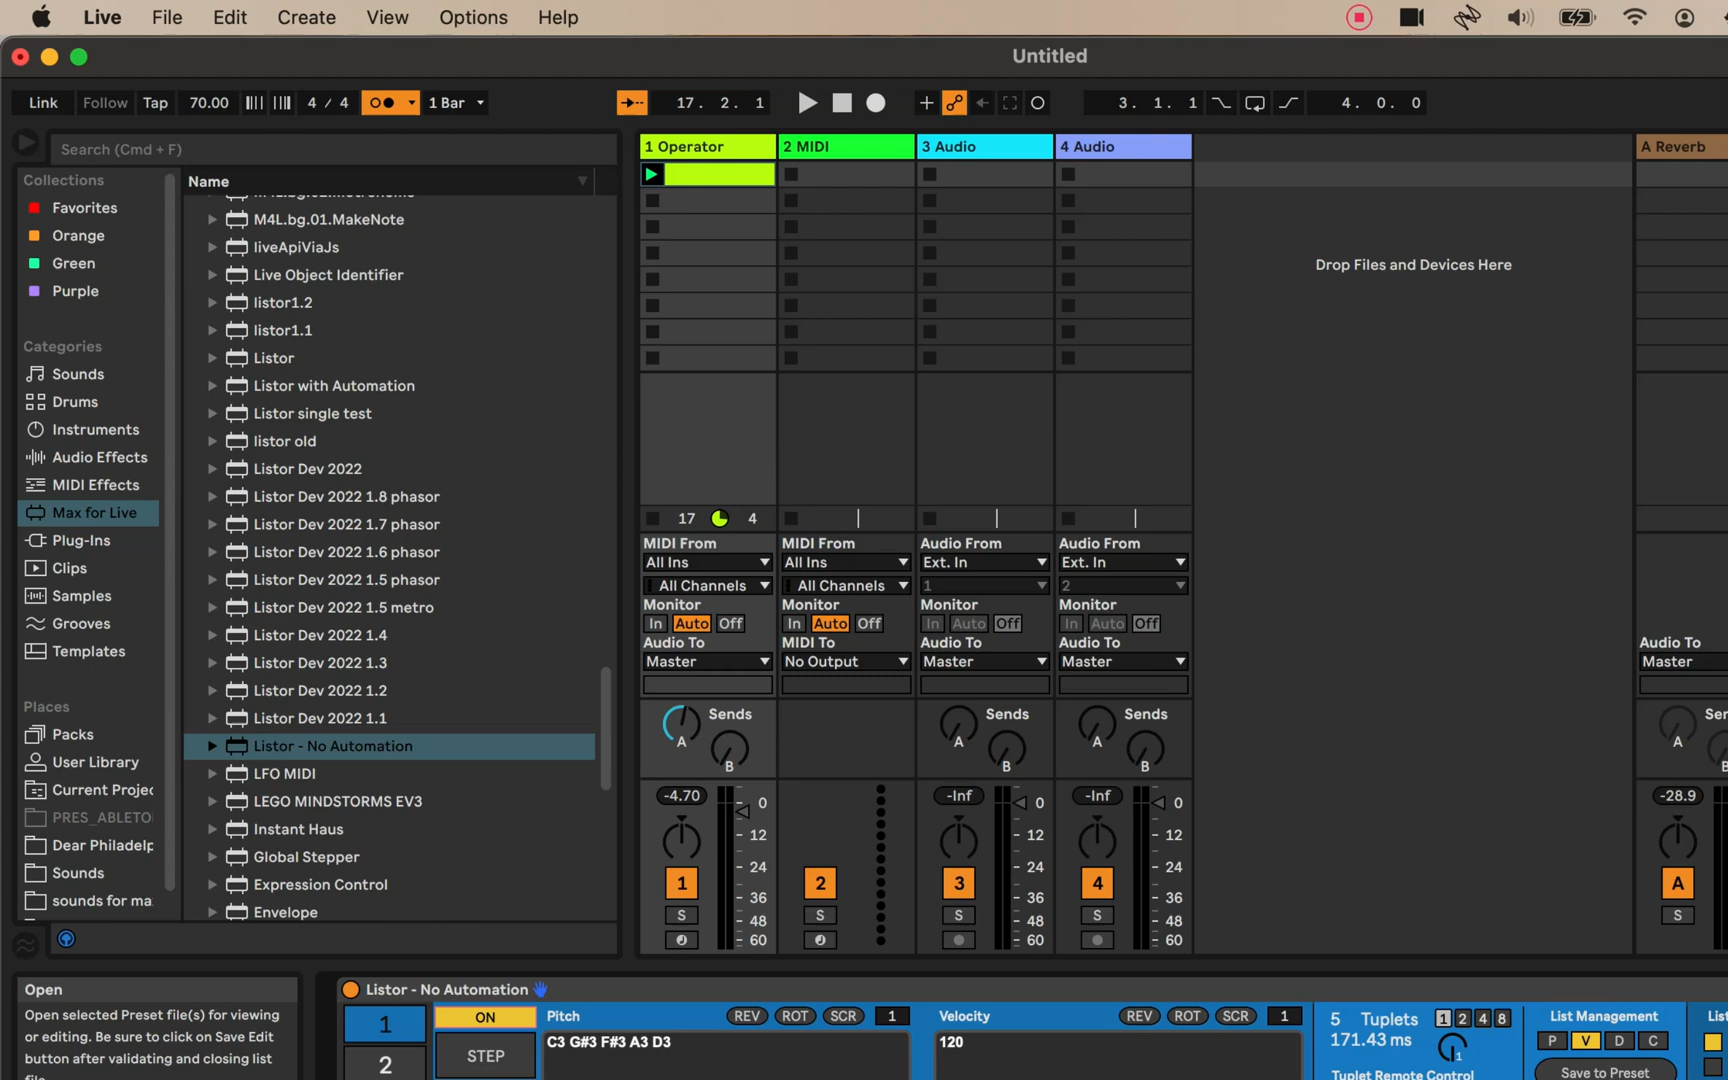 Live File Edit Create View Options Help
Untitled
Link Follow Tap 70.00 4 / 4 1 Bar 17. 2. 1 3. 1. 1 4. 0. 0
Search (Cmd + F)
Collections
Favorites
Orange
Green
Purple
Categories
Sounds
Drums
Instruments
Audio Effects
MIDI Effects
Max for Live
Plug-Ins
Clips
Samples
Grooves
Templates
Places
Packs
User Library
Current Projec
PRES_ABLETO
Dear Philadelp
Sounds
sounds for ma
Name
M4L.bg.01.MakeNote
liveApiViaJs
Live Object Identifier
listor1.2
listor1.1
Listor
Listor with Automation
Listor single test
listor old
Listor Dev 2022
Listor Dev 2022 1.8 phasor
Listor Dev 2022 1.7 phasor
Listor Dev 2022 1.6 phasor
Listor Dev 2022 1.5 phasor
Listor Dev 2022 1.5 metro
Listor Dev 2022 1.4
Listor Dev 2022 1.3
Listor Dev 2022 1.2
Listor Dev 2022 1.1
Listor - No Automation
LFO MIDI
LEGO MINDSTORMS EV3
Instant Haus
Global Stepper
Expression Control
Envelope
1 Operator 2 MIDI 3 Audio 4 Audio A Reverb
Drop Files and Devices Here
17 4
MIDI From MIDI From Audio From Audio From
All Ins All Ins Ext. In Ext. In
All Channels All Channels 1 2
Monitor Monitor Monitor Monitor
In Auto Off In Auto Off In Auto Off In Auto Off
Audio To MIDI To Audio To Audio To Audio To
Master No Output Master Master Master
Sends Sends Sends Sen
A A A A
B B B B
-4.70 0 -Inf 0 -Inf 0 -28.9
12 12 12
24 24 24
1 2 3 4 A
36 36 36
S S S S S
48 48 48
60 60 60
Open
Open selected Preset file(s) for viewing
or editing. Be sure to click on Save Edit
button after validating and closing list
file.
Listor - No Automation
1 ON Pitch REV ROT SCR 1 Velocity REV ROT SCR 1 5 Tuplets 1 2 4 8 List Management List
2 STEP C3 G#3 F#3 A3 D3 120 171.43 ms 1 P V D C
Tuplet Remote Control Save to Preset